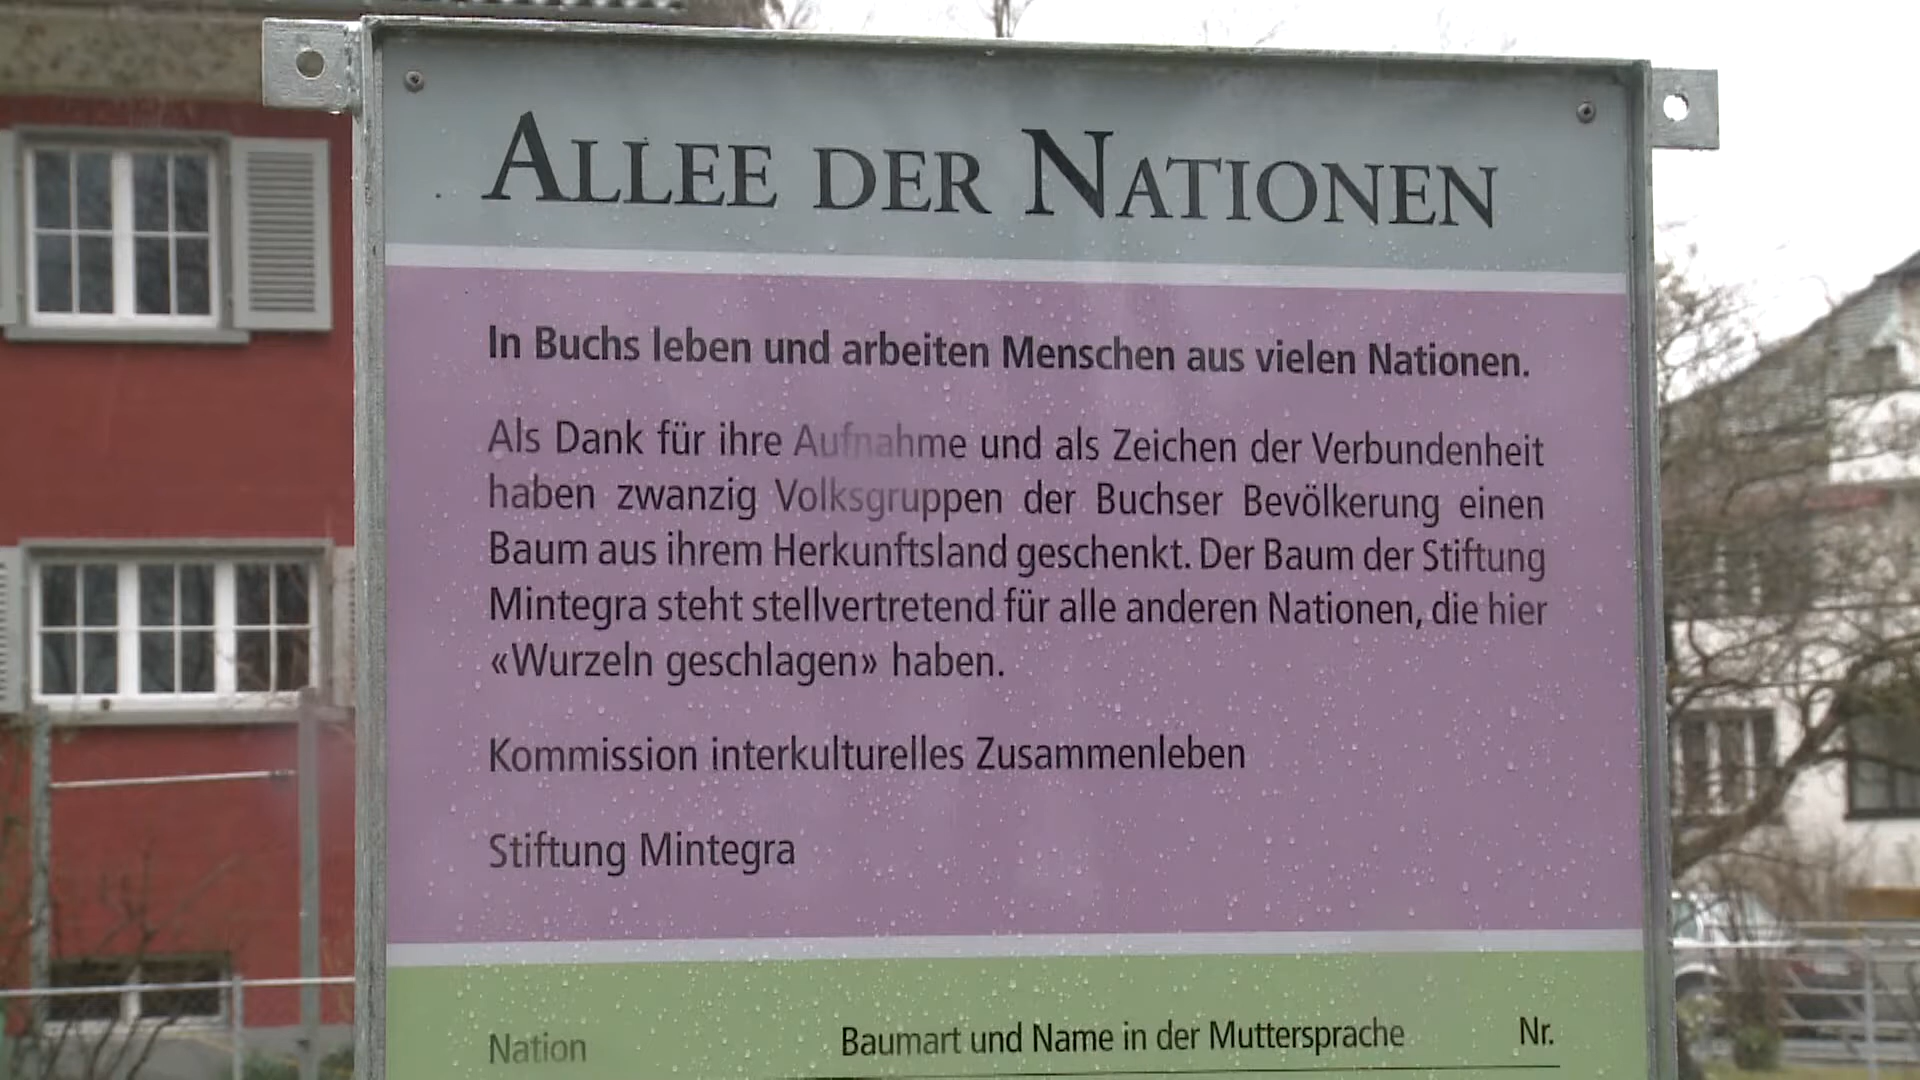 ALLEE DER NATIONEN
In Buchs leben und arbeiten Menschen aus vielen Nationen.
Als Dank für ihre Aufnahme und als Zeichen der Verbundenheit
haben zwanzig Volksgruppen der Buchser Bevölkerung einen
Baum aus ihrem Herkunftsland geschenkt. Der Baum der Stiftung
Mintegra steht stellvertretend für alle anderen Nationen, die hier
«Wurzeln geschlagen» haben.
Kommission interkulturelles Zusammenleben
Stiftung Mintegra
Nation Baumart und Name in der Muttersprache Nr.